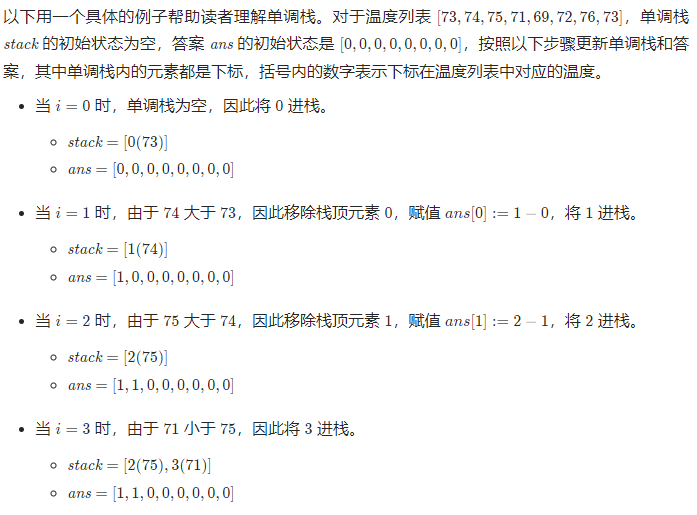 以下用一个具体的例子帮助读者理解单调栈。对于温度列表 [73,74,75,71,69,72,76,73]，单调栈
stack 的初始状态为空，答案 ans 的初始状态是 [0,0,0,0,0,0,0,0]，按照以下步骤更新单调栈和答
案，其中单调栈内的元素都是下标，括号内的数字表示下标在温度列表中对应的温度。
• 当 i = 0 时，单调栈为空，因此将 0 进栈。
◦ stack = [0(73)]
◦ ans = [0,0,0,0,0,0,0,0]
• 当 i = 1 时，由于 74 大于 73，因此移除栈顶元素 0，赋值 ans[0] := 1 − 0，将 1 进栈。
◦ stack = [1(74)]
◦ ans = [1,0,0,0,0,0,0,0]
• 当 i = 2 时，由于 75 大于 74，因此移除栈顶元素 1，赋值 ans[1] := 2 − 1，将 2 进栈。
◦ stack = [2(75)]
◦ ans = [1,1,0,0,0,0,0,0]
• 当 i = 3 时，由于 71 小于 75，因此将 3 进栈。
◦ stack = [2(75),3(71)]
◦ ans = [1,1,0,0,0,0,0,0]